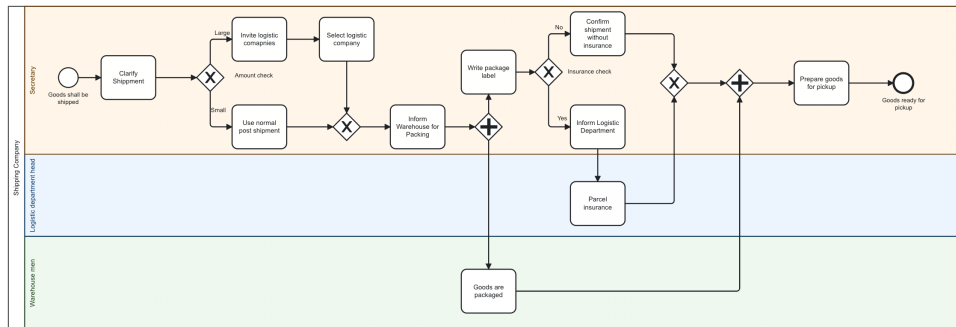 Shipping Company
Secretary
Logistic department head
Warehouse men
Goods shall be
shipped
Clarify
Shippment
Large
Small
Amount check
Invite logistic
comapnies
Select logistic
company
Use normal
post shipment
Inform
Warehouse for
Packing
Write package
label
No
Yes
Insurance check
Confirm
shipment
without
insurance
Inform Logistic
Department
Parcel
insurance
Goods are
packaged
Prepare goods
for pickup
Goods ready for
pickup